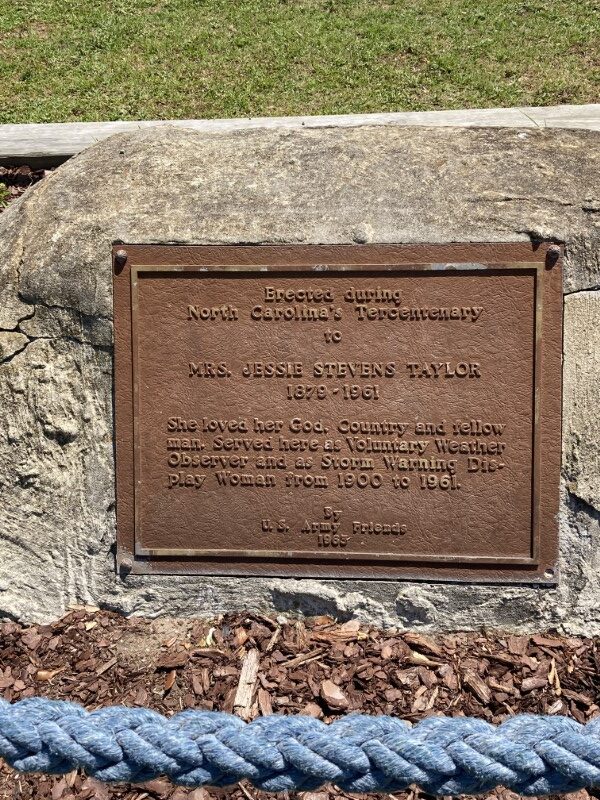 Erected during
North Carolina's Tercentenary
to
MRS. JESSIE STEVENS TAYLOR
1879 - 1961
She loved her God, Country and fellow
man. Served here as Voluntary Weather
Observer and as Storm Warning Dis-
play Woman from 1900 to 1961.
By
U.S. Army Friends
1963